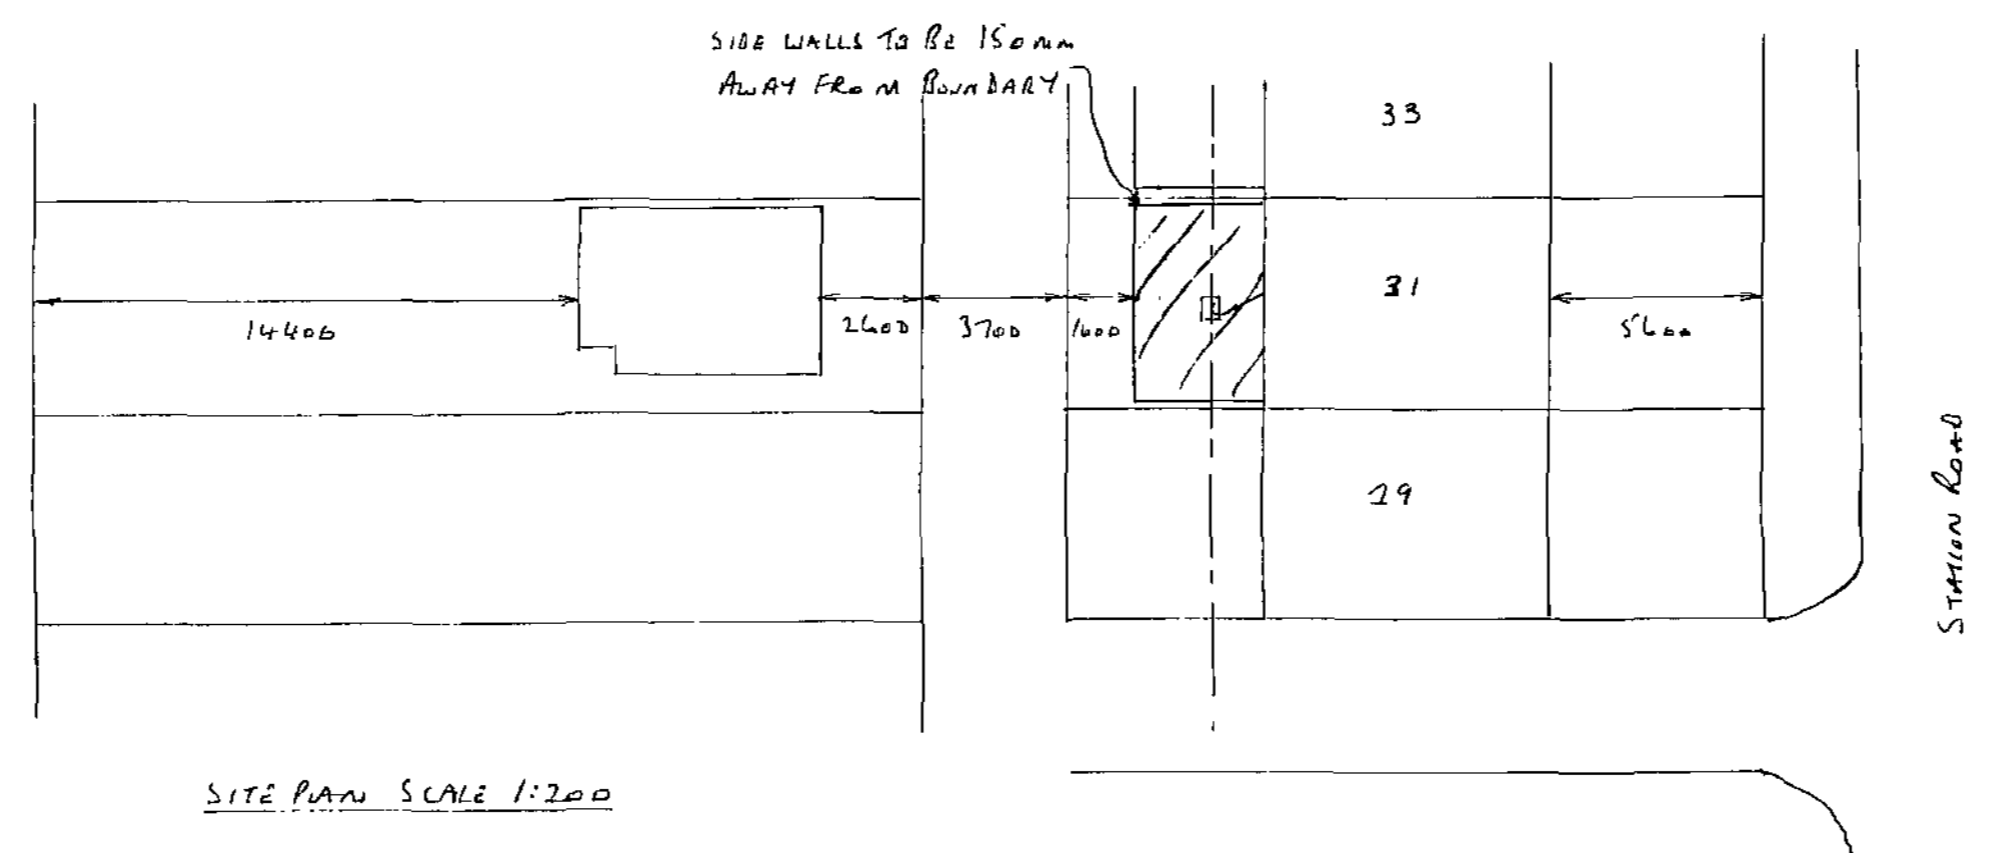 SIDE WALLS TO BE 150mm
AWAY FROM BOUNDARY
33
31
14400
2600
3700
1600
5600
29
STATION ROAD
SITE PLAN SCALE 1:200